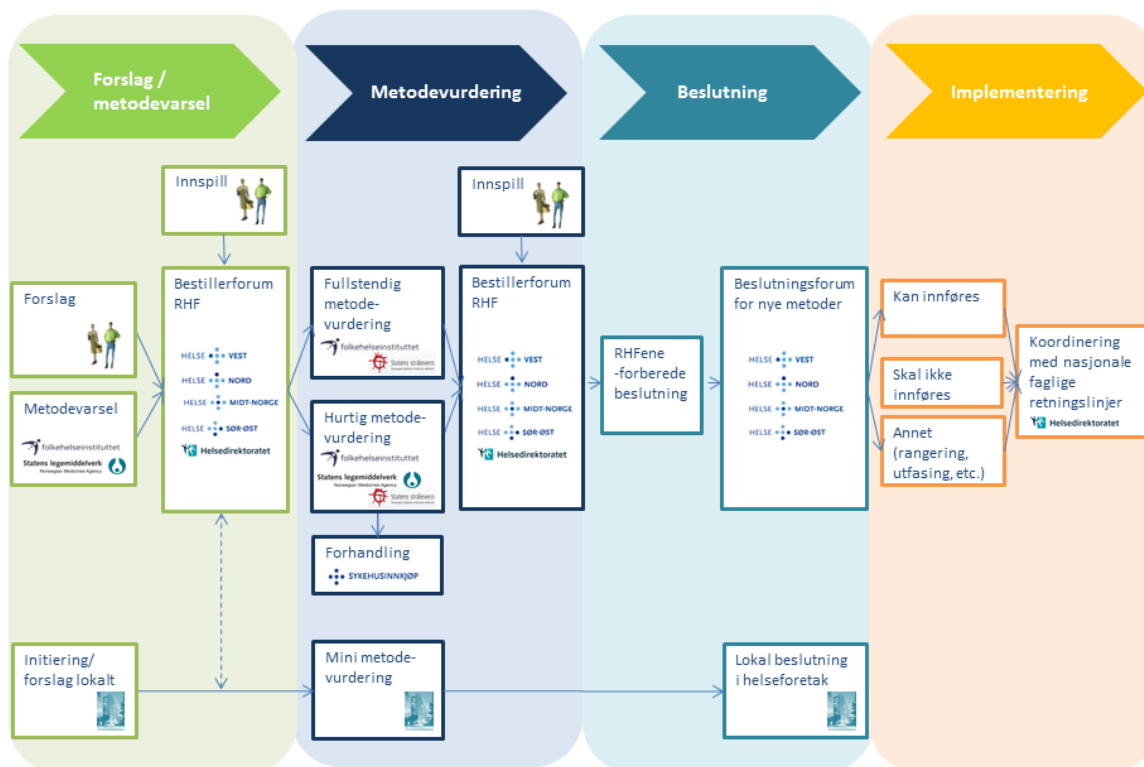 Forslag /
metodevarsel
Metodevurdering
Beslutning
Implementering
Innspill
Innspill
Forslag
Metodevarsel
folkehelseinstituttet
Statens legemiddelverk
Norwegian Medicines Agency
Bestillerforum
RHF
HELSE VEST
HELSE NORD
HELSE MIDT-NORGE
HELSE SØR-ØST
Helsedirektoratet
Fullstendig
metode-
vurdering
folkehelseinstituttet
Statens strålevern
Hurtig metode-
vurdering
folkehelseinstituttet
Statens legemiddelverk
Norwegian Medicines Agency
Statens strålevern
Forhandling
SYKEHUSINNKJØP
Bestillerforum
RHF
HELSE VEST
HELSE NORD
HELSE MIDT-NORGE
HELSE SØR-ØST
Helsedirektoratet
RHFene
-forberede
beslutning
Beslutningsforum
for nye metoder
HELSE VEST
HELSE NORD
HELSE MIDT-NORGE
HELSE SØR-ØST
Kan innføres
Skal ikke
innføres
Annet
(rangering,
utfasing, etc.)
Koordinering
med nasjonale
faglige
retningslinjer
Helsedirektoratet
Initiering/
forslag lokalt
Mini metode-
vurdering
Lokal beslutning
i helseforetak